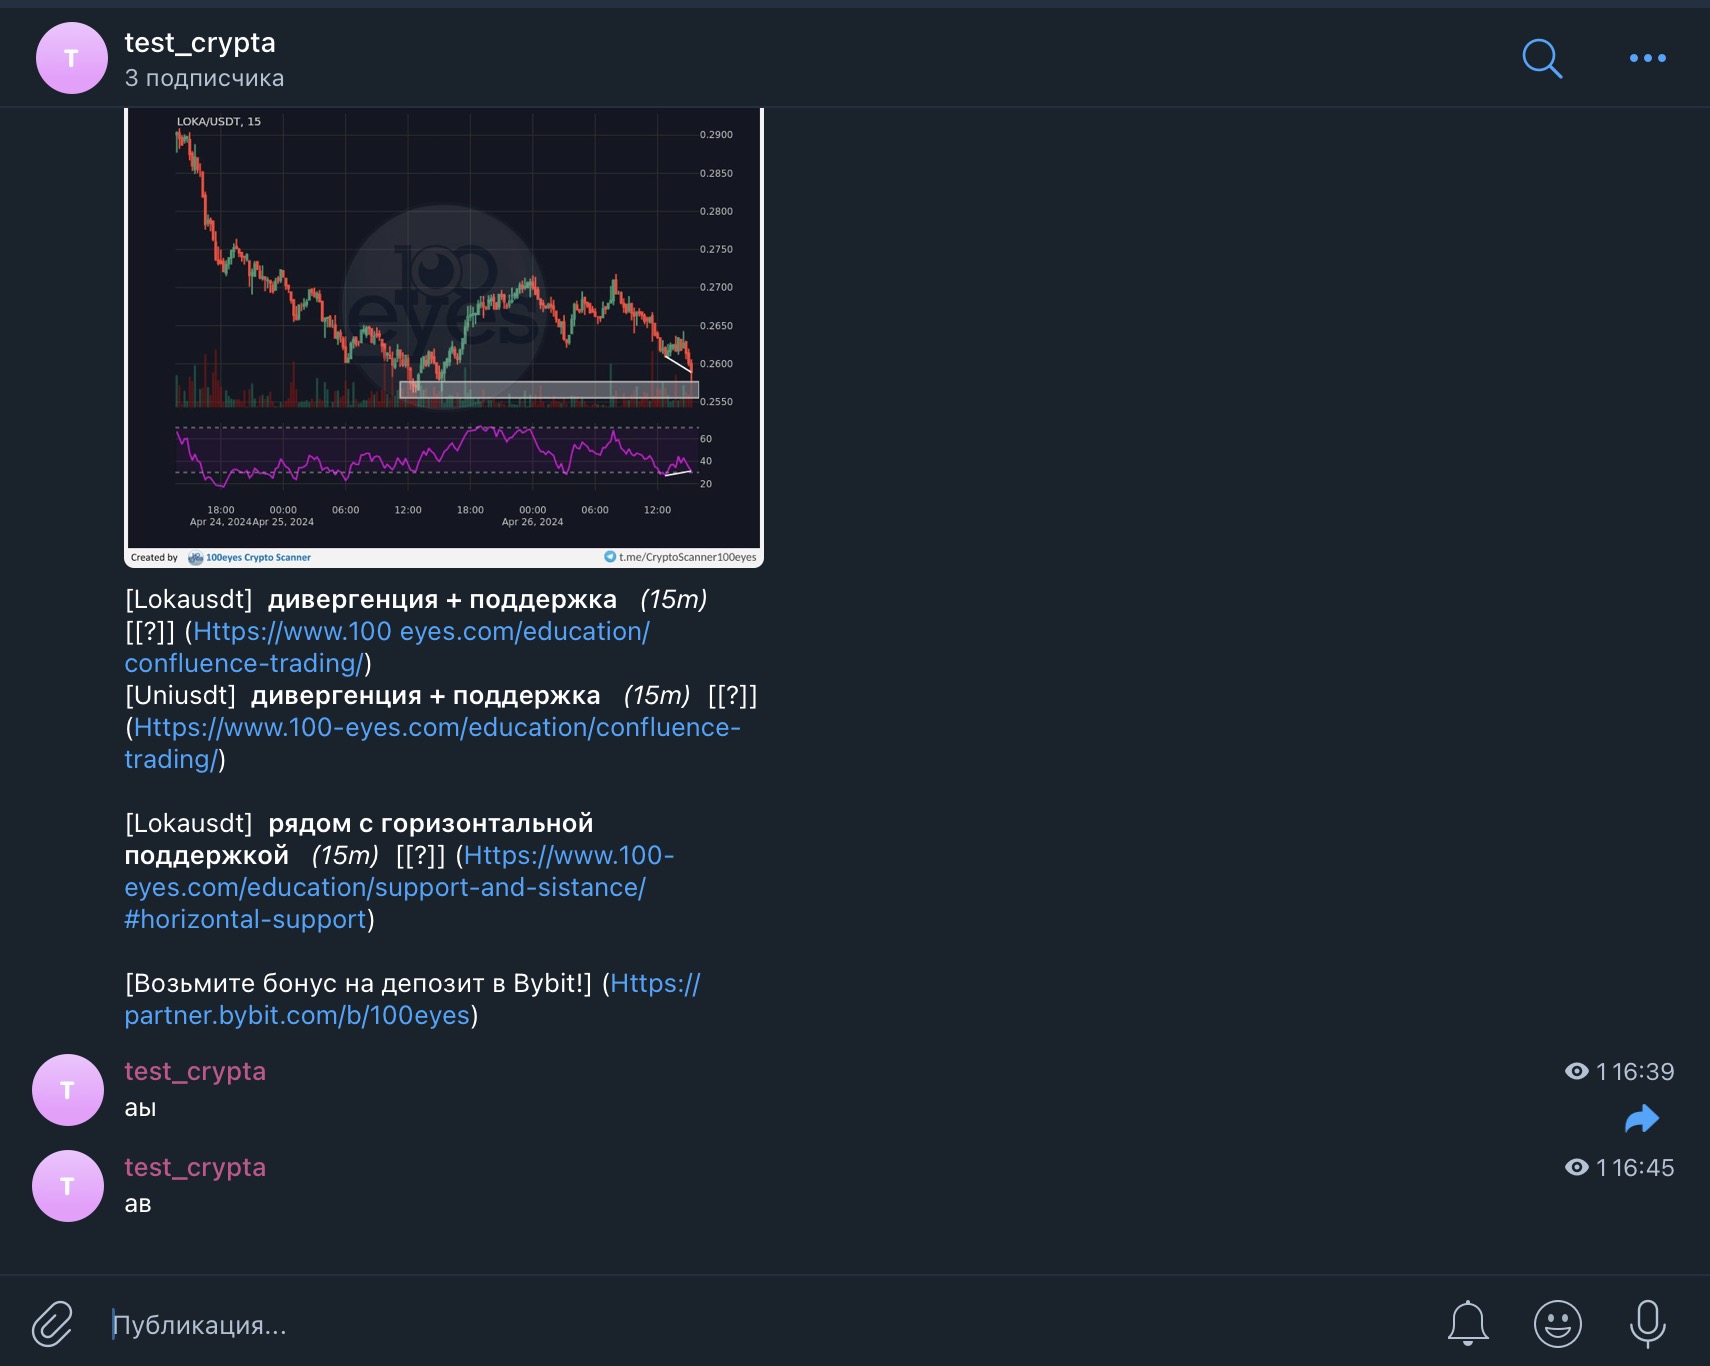 T
test_crypta
3 подписчика
LOKA/USDT, 15
0.2900
0.2850
0.2800
0.2750
0.2700
0.2650
0.2600
0.2550
100
eyes
60
40
20
18:00 00:00 06:00 12:00 18:00 00:00 06:00 12:00
Apr 24, 2024 Apr 25, 2024 Apr 26, 2024
Created by 100eyes Crypto Scanner t.me/CryptoScanner100eyes
[Lokausdt] дивергенция + поддержка (15m)
[[?]] (Https://www.100 eyes.com/education/
confluence-trading/)
[Uniusdt] дивергенция + поддержка (15m) [[?]]
(Https://www.100-eyes.com/education/confluence-
trading/)
[Lokausdt] рядом с горизонтальной
поддержкой (15m) [[?]] (Https://www.100-
eyes.com/education/support-and-sistance/
#horizontal-support)
[Возьмите бонус на депозит в Bybit!] (Https://
partner.bybit.com/b/100eyes)
T
test_crypta
1 16:39
аы
T
test_crypta
1 16:45
ав
Публикация...